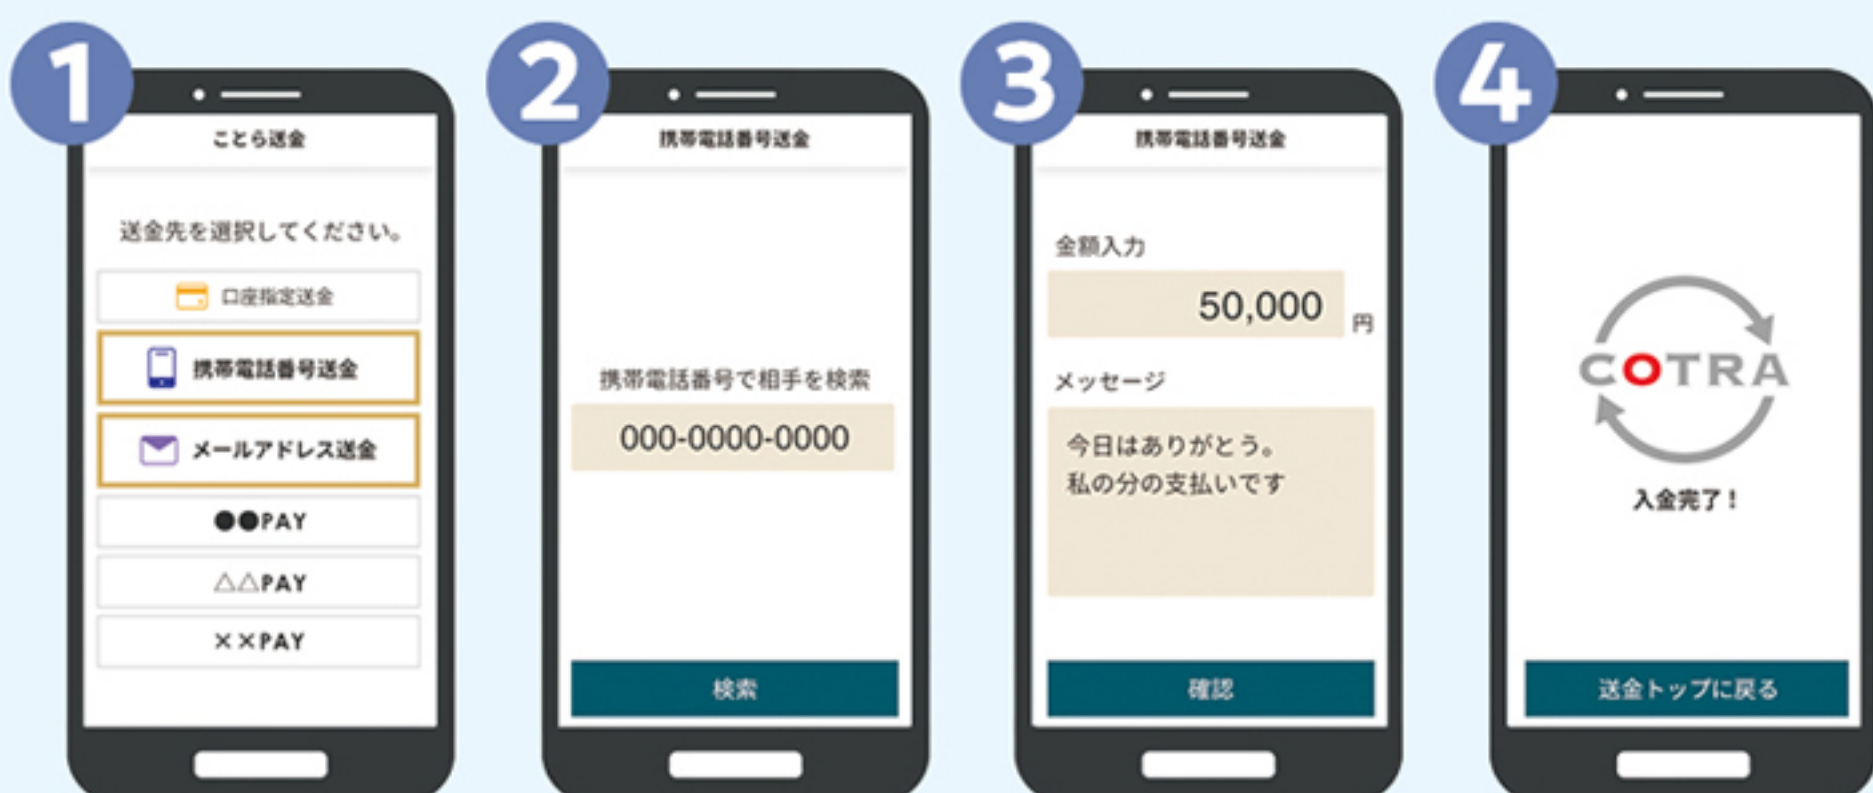 1
ことら送金
送金先を選択してください。
口座指定送金
携帯電話番号送金
メールアドレス送金
●●PAY
△△PAY
××PAY
2
携帯電話番号送金
携帯電話番号で相手を検索
000-0000-0000
検索
3
携帯電話番号送金
金額入力
50,000 円
メッセージ
今日はありがとう。
私の分の支払いです
確認
4
COTRA
入金完了!
送金トップに戻る